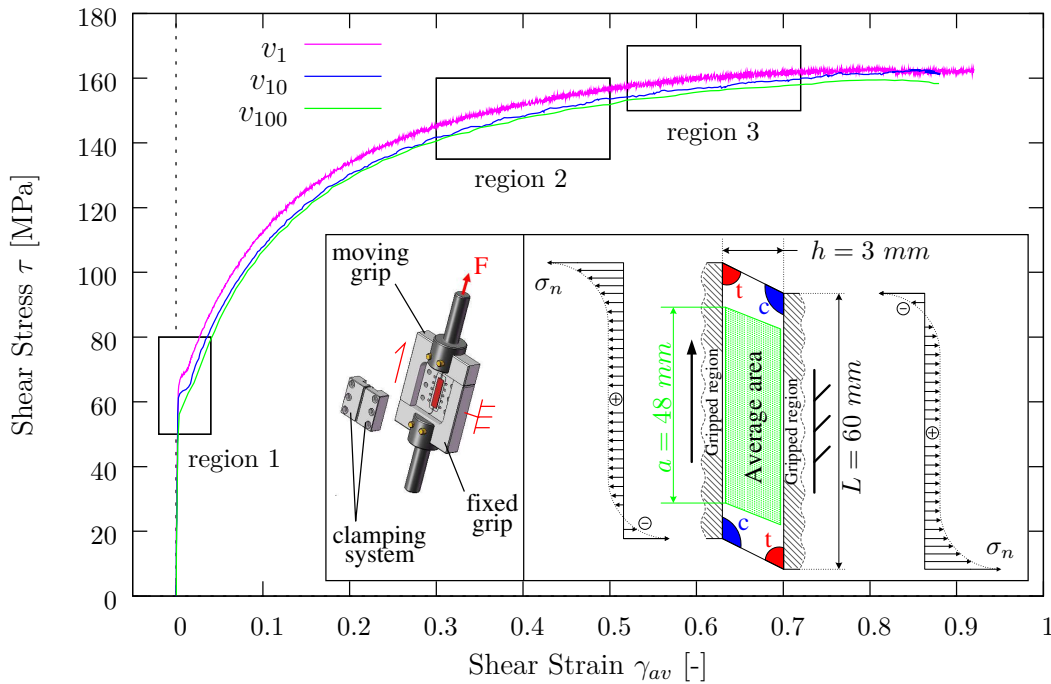 180
160
140
120
100
80
60
40
20
0
Shear Stress τ [MPa]
v₁
v₁₀
v₁₀₀
region 1
region 2
region 3
moving
grip
F
clamping
system
fixed
grip
h = 3 mm
σₙ
⊕
⊖
t
c
a = 48 mm
Gripped region
Average area
Gripped region
L = 60 mm
c
t
⊖
⊕
σₙ
0
0.1
0.2
0.3
0.4
0.5
0.6
0.7
0.8
0.9
1
Shear Strain γₐᵥ [-]